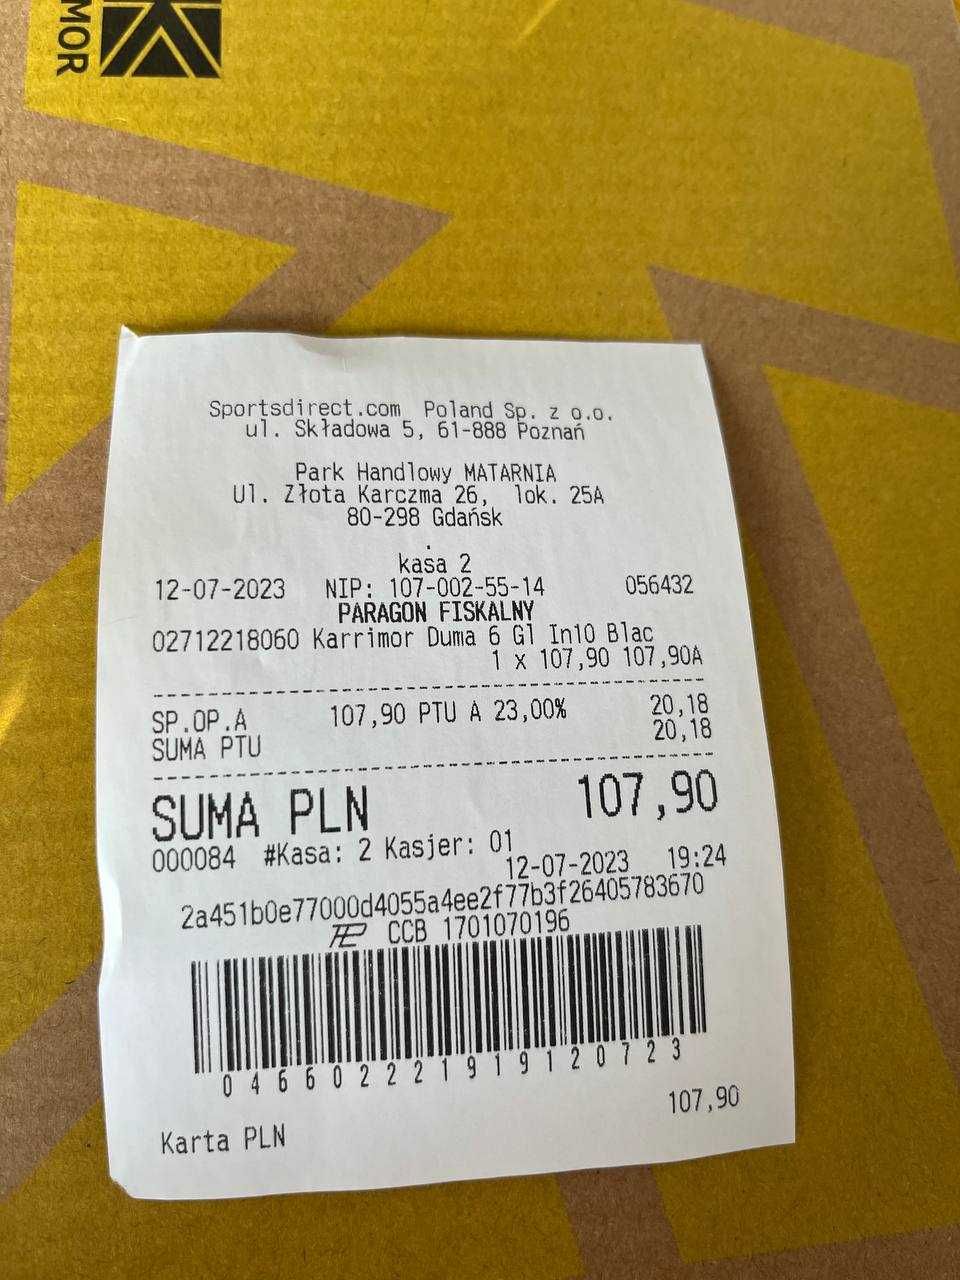 MOR
Sportsdirect.com Poland Sp. z o.o.
ul. Składowa 5, 61-888 Poznań
Park Handlowy MATARNIA
Ul. Złota Karczma 26, lok. 25A
80-298 Gdańsk
.
kasa 2
12-07-2023 NIP: 107-002-55-14 056432
PARAGON FISKALNY
02712218060 Karrimor Duma 6 Gl In10 Blac
1 x 107,90 107,90A
SP.OP.A 107,90 PTU A 23,00% 20,18
SUMA PTU 20,18
SUMA PLN 107,90
000084 #Kasa: 2 Kasjer: 01
12-07-2023 19:24
2a451b0e77000d4055a4ee2f77b3f26405783670
CCB 1701070196
046602221919120723
Karta PLN 107,90